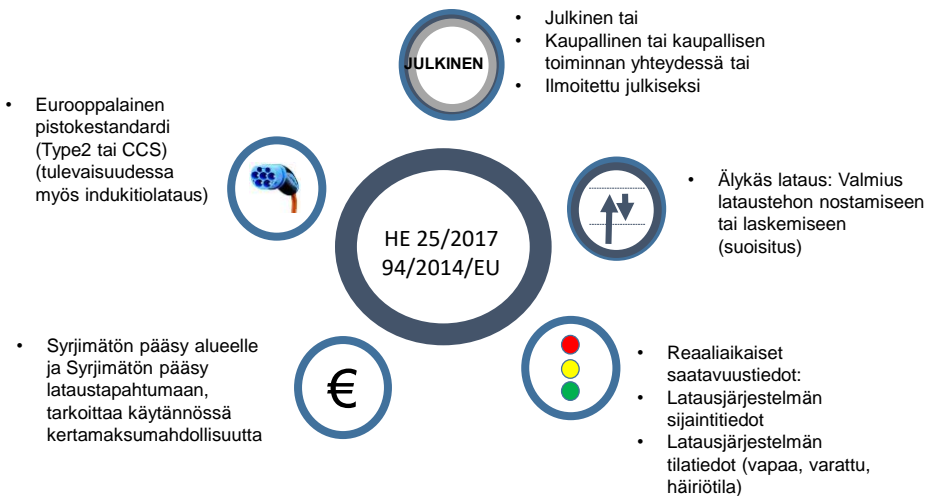 • Julkinen tai
• Kaupallinen tai kaupallisen
toiminnan yhteydessä tai
• Ilmoitettu julkiseksi
JULKINEN
• Eurooppalainen
pistokestandardi
(Type2 tai CCS)
(tulevaisuudessa
myös indukitiolataus)
• Älykäs lataus: Valmius
lataustehon nostamiseen
tai laskemiseen
(suoisitus)
HE 25/2017
94/2014/EU
• Syrjimätön pääsy alueelle
ja Syrjimätön pääsy
lataustapahtumaan,
tarkoittaa käytännössä
kertamaksumahdollisuutta
€
• Reaaliaikaiset
saatavuustiedot:
• Latausjärjestelmän
sijaintitiedot
• Latausjärjestelmän
tilatiedot (vapaa, varattu,
häiriötila)